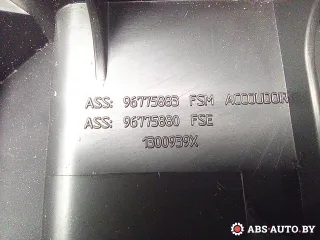 ASS: 96775883 FSM ACCOUDOIR
ASS: 96775880 FSE
1300939X
ABS-AUTO.BY